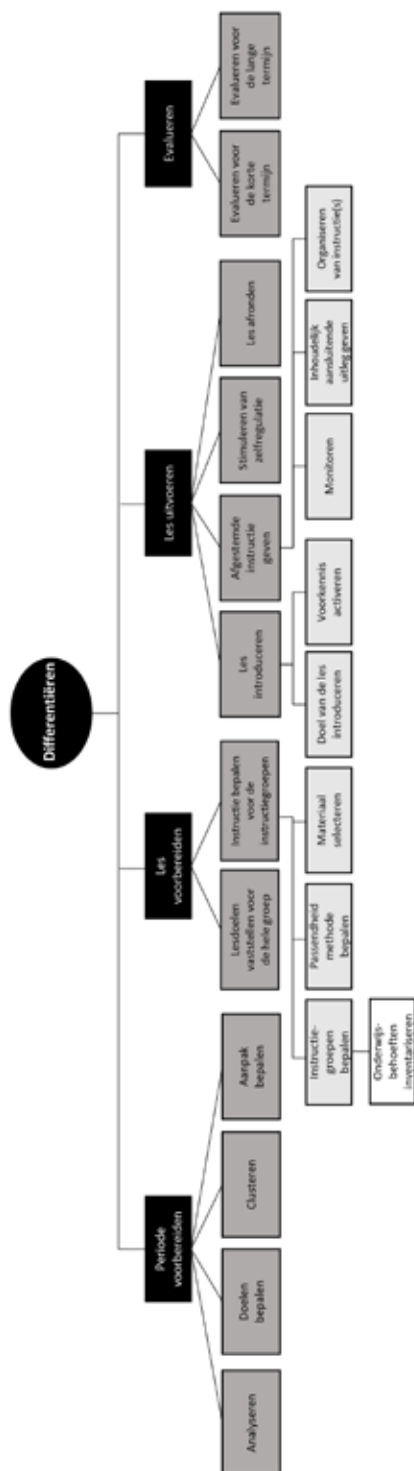 Differentiëren
Periode
voorbereiden
Les
voorbereiden
Les uitvoeren
Evalueren
Analyseren
Doelen
bepalen
Clusteren
Aanpak
bepalen
Lesdoelen
vaststellen voor
de hele groep
Instructie bepalen
voor de
instructiegroepen
Les
introduceren
Afgestemde
instructie
geven
Stimuleren van
zelfregulatie
Les afronden
Evalueren voor
de korte
termijn
Evalueren voor
de lange
termijn
Instructie-
groepen
bepalen
Passendheid
methode
bepalen
Materiaal
selecteren
Doel van de les
introduceren
Voorkennis
activeren
Monitoren
Inhoudelijk
aansluitende
uitleg geven
Organiseren
van instructie(s)
Onderwijs-
behoeften
inventariseren